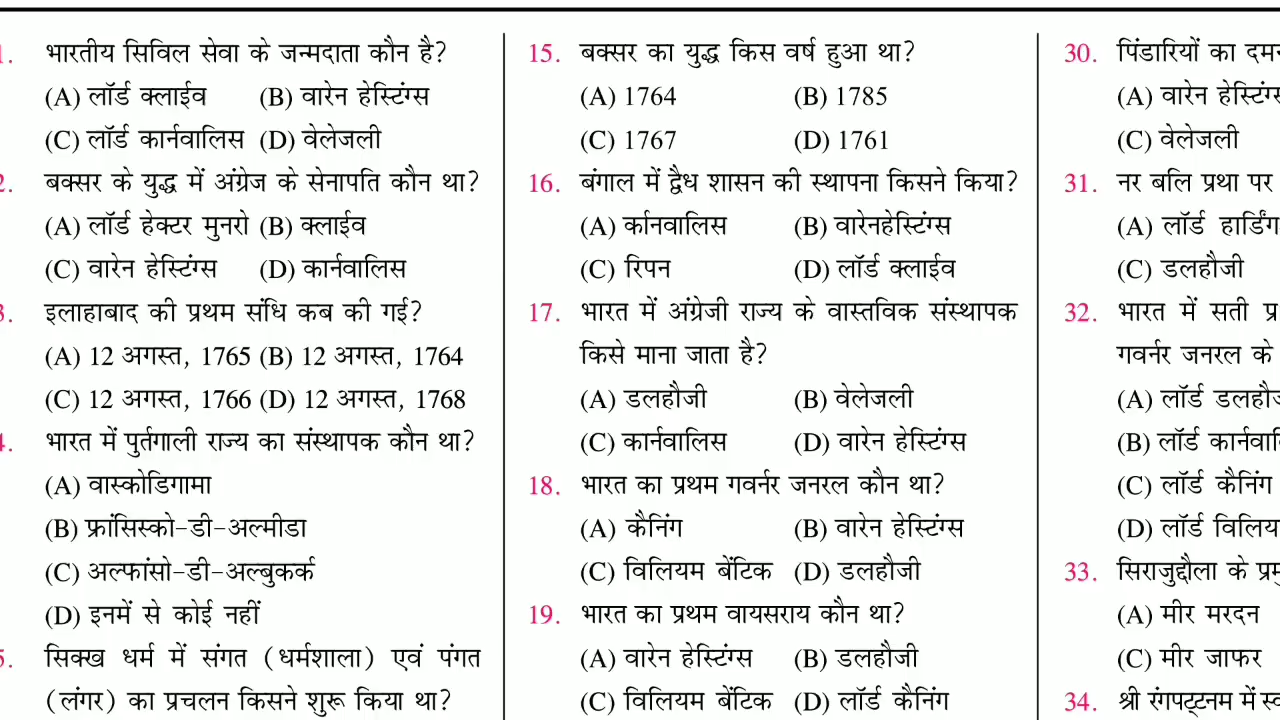 1. भारतीय सिविल सेवा के जन्मदाता कौन है?
(A) लॉर्ड क्लाईव (B) वारेन हेस्टिंग्स
(C) लॉर्ड कार्नवालिस (D) वेलेजली
2. बक्सर के युद्ध में अंग्रेज के सेनापति कौन था?
(A) लॉर्ड हेक्टर मुनरो (B) क्लाईव
(C) वारेन हेस्टिंग्स (D) कार्नवालिस
3. इलाहाबाद की प्रथम संधि कब की गई?
(A) 12 अगस्त, 1765 (B) 12 अगस्त, 1764
(C) 12 अगस्त, 1766 (D) 12 अगस्त, 1768
4. भारत में पुर्तगाली राज्य का संस्थापक कौन था?
(A) वास्कोडिगामा
(B) फ्रांसिस्को-डी-अल्मीडा
(C) अल्फांसो-डी-अल्बुकर्क
(D) इनमें से कोई नहीं
5. सिक्ख धर्म में संगत (धर्मशाला) एवं पंगत
(लंगर) का प्रचलन किसने शुरू किया था?
15. बक्सर का युद्ध किस वर्ष हुआ था?
(A) 1764 (B) 1785
(C) 1767 (D) 1761
16. बंगाल में द्वैध शासन की स्थापना किसने किया?
(A) र्कानवालिस (B) वारेनहेस्टिंग्स
(C) रिपन (D) लॉर्ड क्लाईव
17. भारत में अंग्रेजी राज्य के वास्तविक संस्थापक
किसे माना जाता है?
(A) डलहौजी (B) वेलेजली
(C) कार्नवालिस (D) वारेन हेस्टिंग्स
18. भारत का प्रथम गवर्नर जनरल कौन था?
(A) कैनिंग (B) वारेन हेस्टिंग्स
(C) विलियम बेंटिक (D) डलहौजी
19. भारत का प्रथम वायसराय कौन था?
(A) वारेन हेस्टिंग्स (B) डलहौजी
(C) विलियम बेंटिक (D) लॉर्ड कैनिंग
30. पिंडारियों का
(A) वारेन
(C) वेलेजली
31. नर बलि प्रथा पर
(A) लॉर्ड
(C) डलहौजी
32. भारत में सती
गवर्नर जनरल के
(A) लॉर्ड
(B) लॉर्ड
(C) लॉर्ड कैनिंग
(D) लॉर्ड
33. सिराजुद्दौला के
(A) मीर मरदन
(C) मीर जाफर
34. श्री रंगपट्टनम में